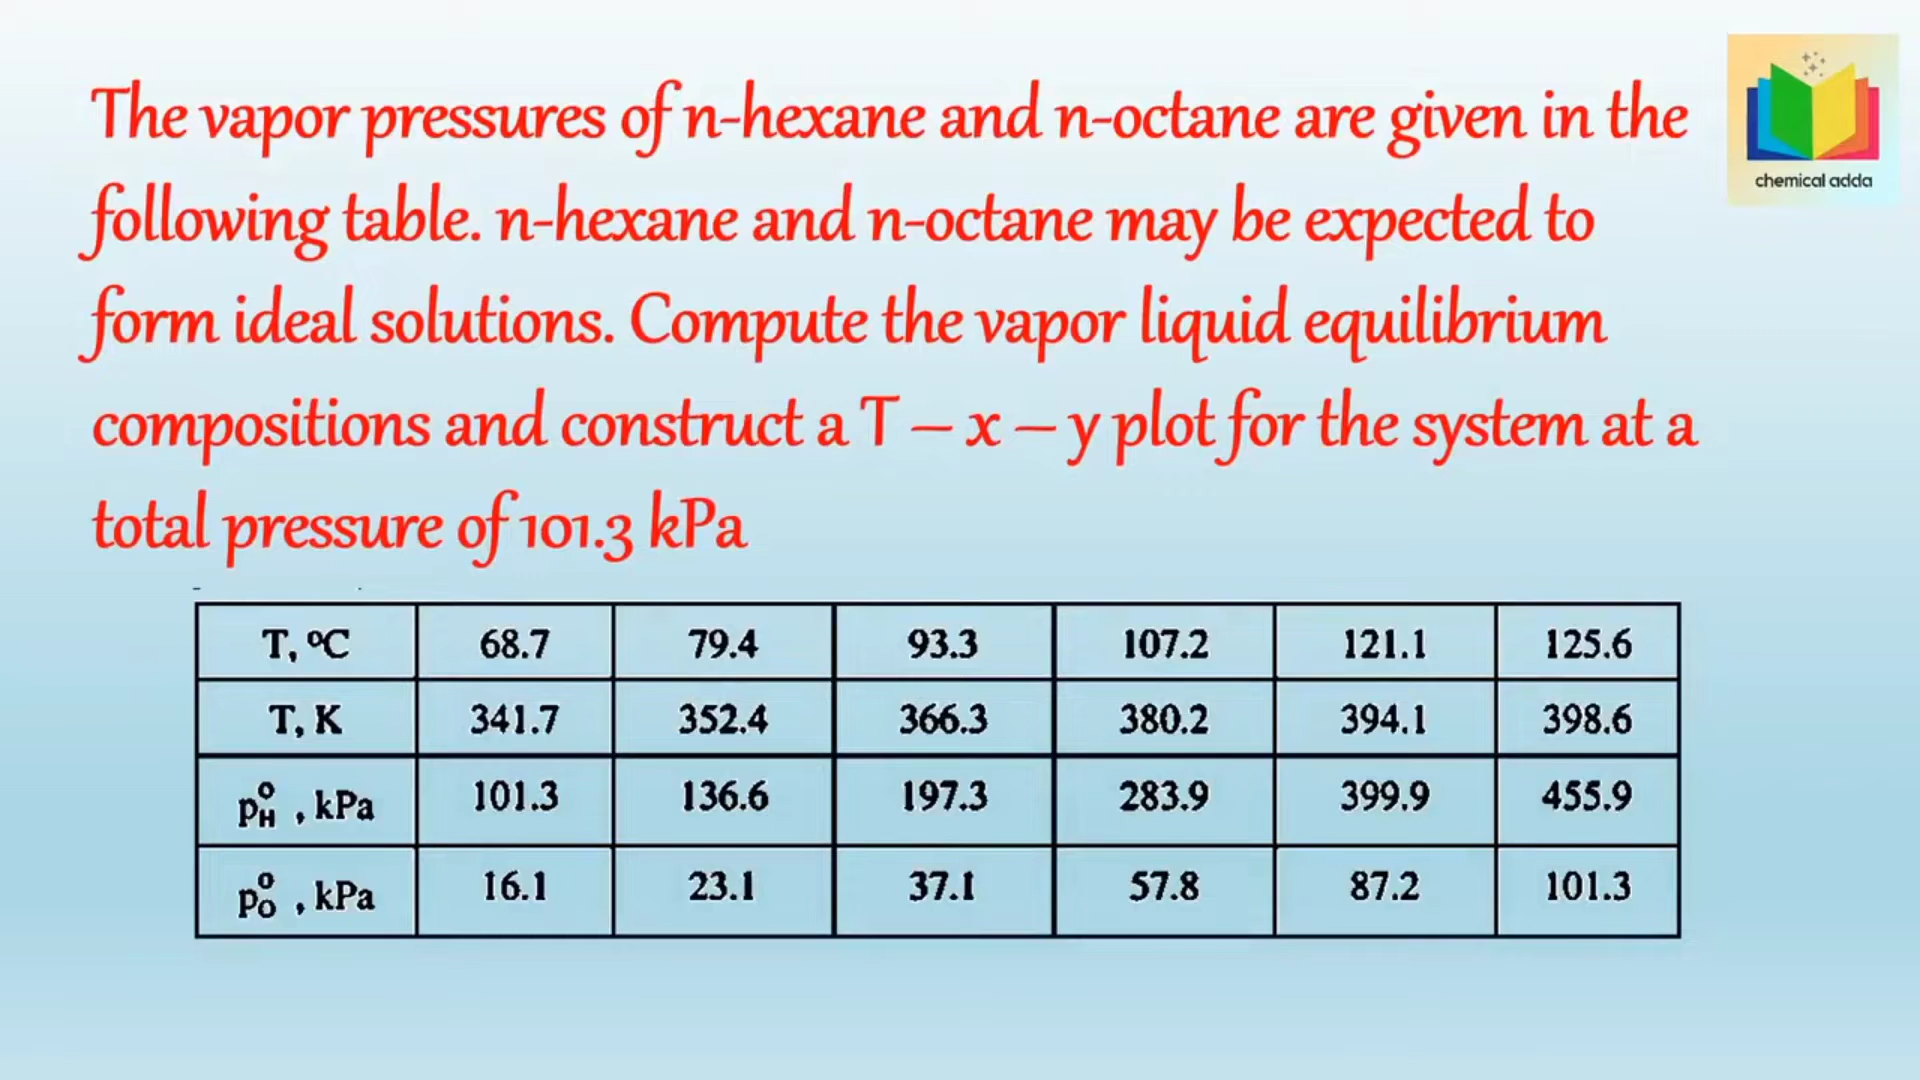 The vapor pressures of n-hexane and n-octane are given in the
following table. n-hexane and n-octane may be expected to
form ideal solutions. Compute the vapor liquid equilibrium
compositions and construct a T – x – y plot for the system at a
total pressure of 101.3 kPa
chemical adda
T, ºC 68.7 79.4 93.3 107.2 121.1 125.6
T, K 341.7 352.4 366.3 380.2 394.1 398.6
p°H , kPa 101.3 136.6 197.3 283.9 399.9 455.9
p°O , kPa 16.1 23.1 37.1 57.8 87.2 101.3